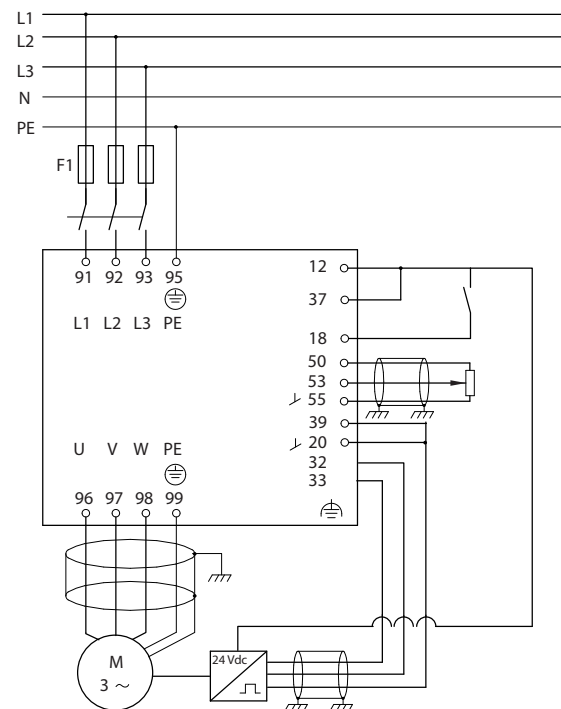 L1
L2
L3
N
PE
F1
91 92 93 95
L1 L2 L3 PE
12
37
18
50
53
55
39
20
32
33
U V W PE
96 97 98 99
M
3 ~
24 Vdc